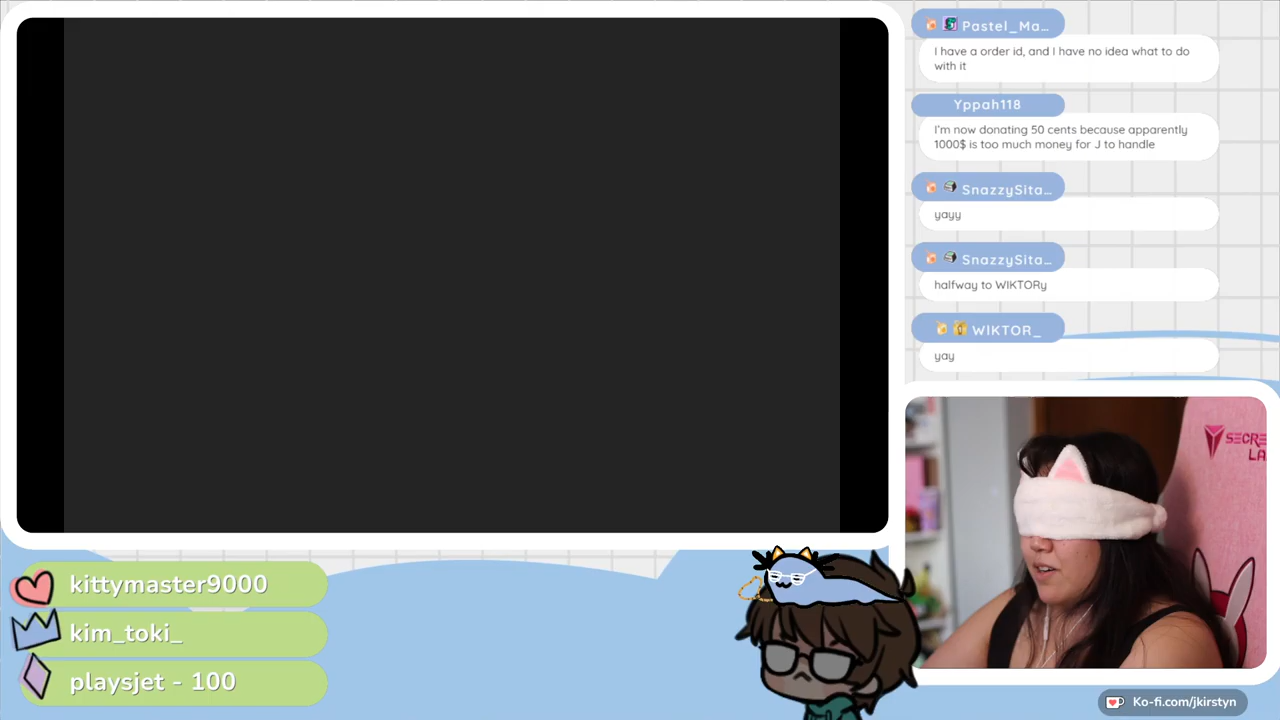 Pastel_Ma...
I have a order id, and I have no idea what to do
with it
Yppah118
I'm now donating 50 cents because apparently
1000$ is too much money for J to handle
SnazzySita...
yayy
SnazzySita...
halfway to WIKTORy
WIKTOR_
yay
kittymaster9000
kim_toki_
playsjet - 100
Ko-fi.com/jkirstyn